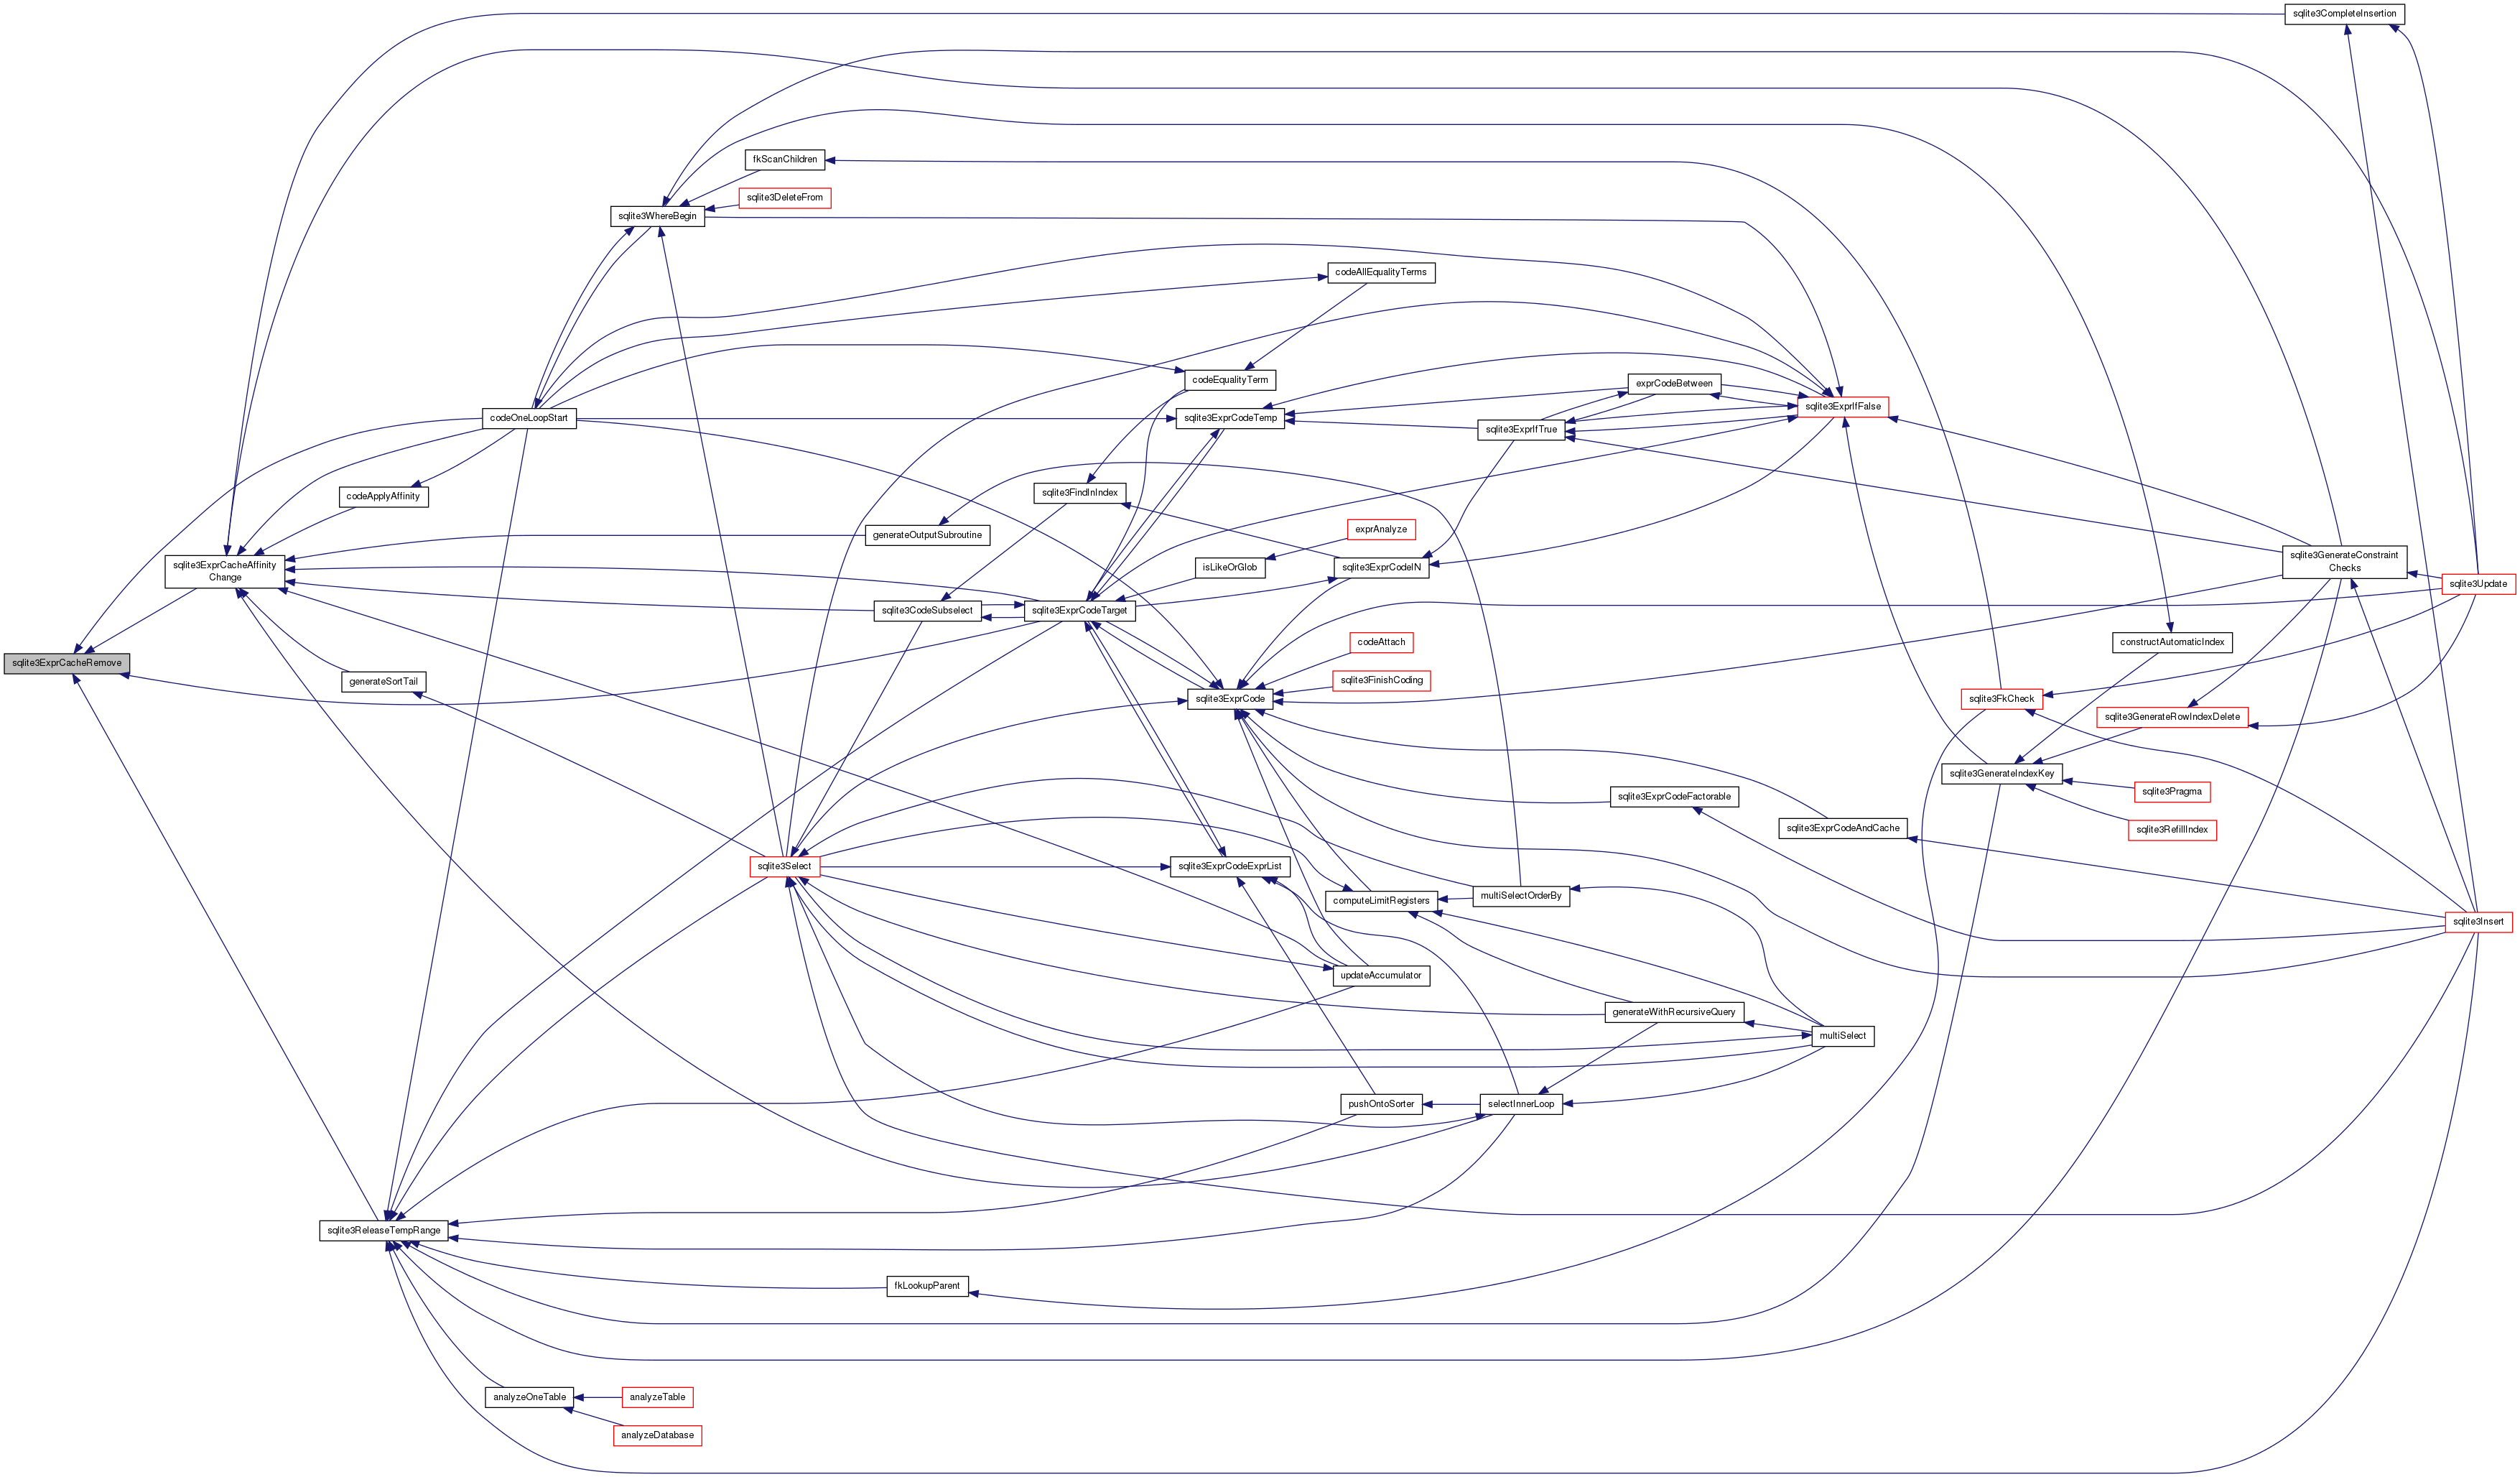 sqlite3CompleteInsertion
fkScanChildren
sqlite3DeleteFrom
sqlite3WhereBegin
codeAllEqualityTerms
codeEqualityTerm
exprCodeBetween
sqlite3ExprIfFalse
codeOneLoopStart
sqlite3ExprCodeTemp
sqlite3ExprIfTrue
codeApplyAffinity
sqlite3FindInIndex
exprAnalyze
generateOutputSubroutine
sqlite3ExprCacheAffinity
Change
isLikeOrGlob
sqlite3ExprCodeIN
sqlite3GenerateConstraint
Checks
sqlite3Update
sqlite3CodeSubselect
sqlite3ExprCodeTarget
codeAttach
constructAutomaticIndex
sqlite3ExprCacheRemove
generateSortTail
sqlite3FinishCoding
sqlite3ExprCode
sqlite3FkCheck
sqlite3GenerateRowIndexDelete
sqlite3GenerateIndexKey
sqlite3Pragma
sqlite3ExprCodeFactorable
sqlite3ExprCodeAndCache
sqlite3RefillIndex
sqlite3Select
sqlite3ExprCodeExprList
computeLimitRegisters
multiSelectOrderBy
sqlite3Insert
updateAccumulator
generateWithRecursiveQuery
multiSelect
pushOntoSorter
selectInnerLoop
sqlite3ReleaseTempRange
fkLookupParent
analyzeOneTable
analyzeTable
analyzeDatabase